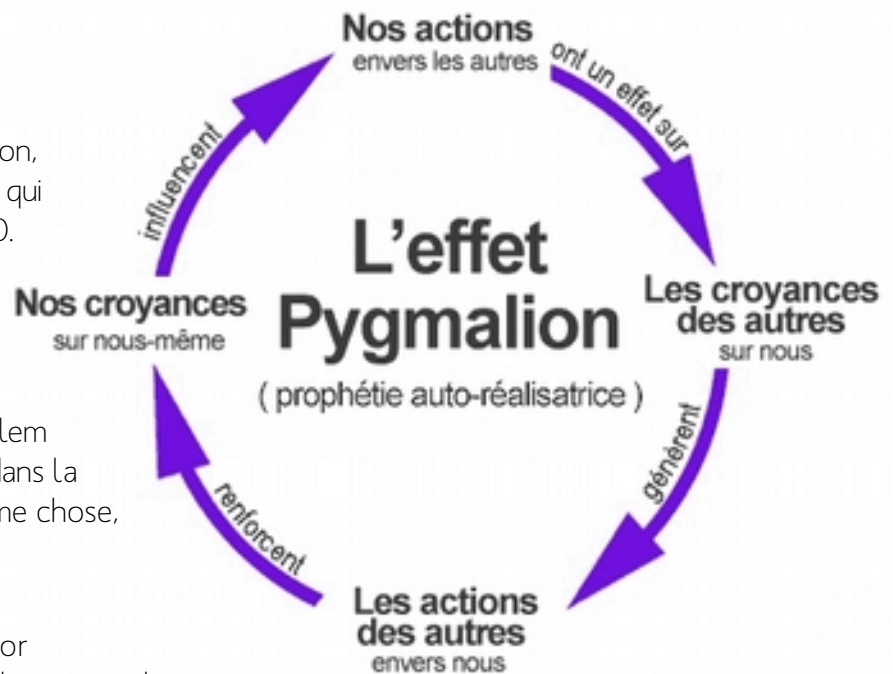 on,
qui
).
lem
dans la
me chose,
or
Nos actions
envers les autres
ont un effet sur
Les croyances
des autres
sur nous
génèrent
Les actions
des autres
envers nous
renforcent
Nos croyances
sur nous-même
influencent
L'effet
Pygmalion
( prophétie auto-réalisatrice )